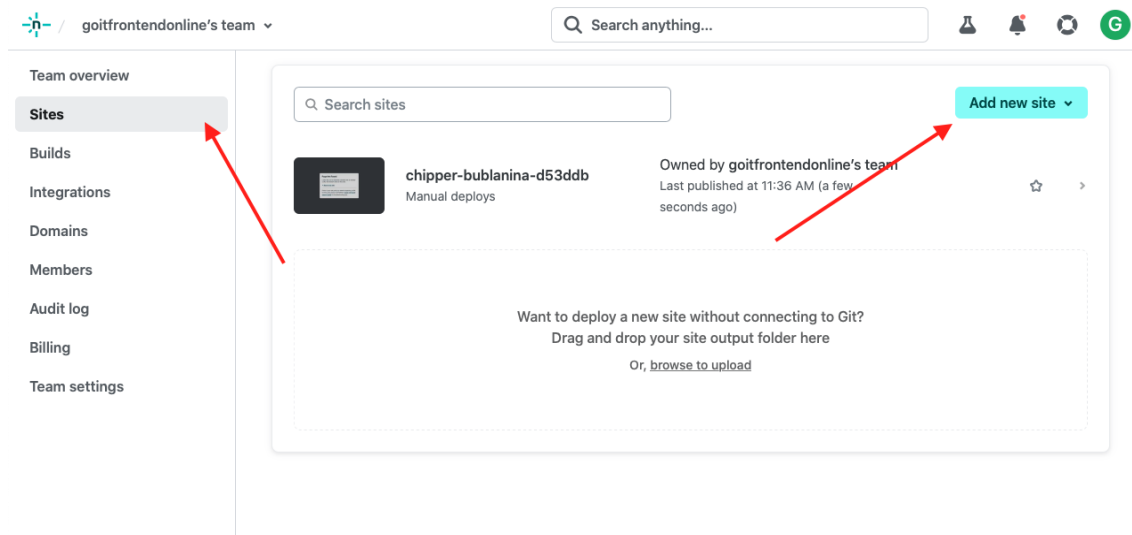 goitfrontendonline's team
Search anything...
G
Team overview
Sites
Builds
Integrations
Domains
Members
Audit log
Billing
Team settings
Search sites
Add new site
chipper-bublanina-d53ddb
Manual deploys
Owned by goitfrontendonline's team
Last published at 11:36 AM (a few
seconds ago)
Want to deploy a new site without connecting to Git?
Drag and drop your site output folder here
Or, browse to upload